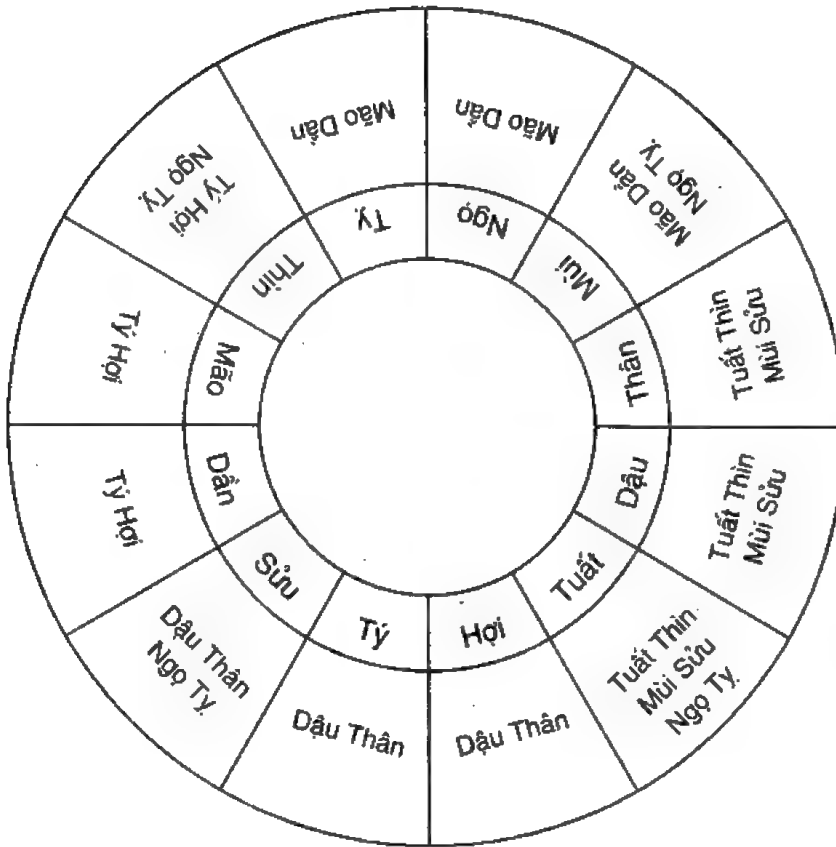 Mão Dần
Mão Dần
Mão Dần
Ngọ Tỵ
Tuất Thìn
Mùi Sửu
Tuất Thìn
Mùi Sửu
Tuất Thìn
Mùi Sửu
Ngọ Tỵ
Dậu Thân
Dậu Thân
Dậu Thân
Ngọ Tỵ
Tý Hợi
Tý Hợi
Tý Hợi
Ngọ Tỵ
Tỵ
Ngọ
Mùi
Thân
Dậu
Tuất
Hợi
Tý
Sửu
Dần
Mão
Thìn